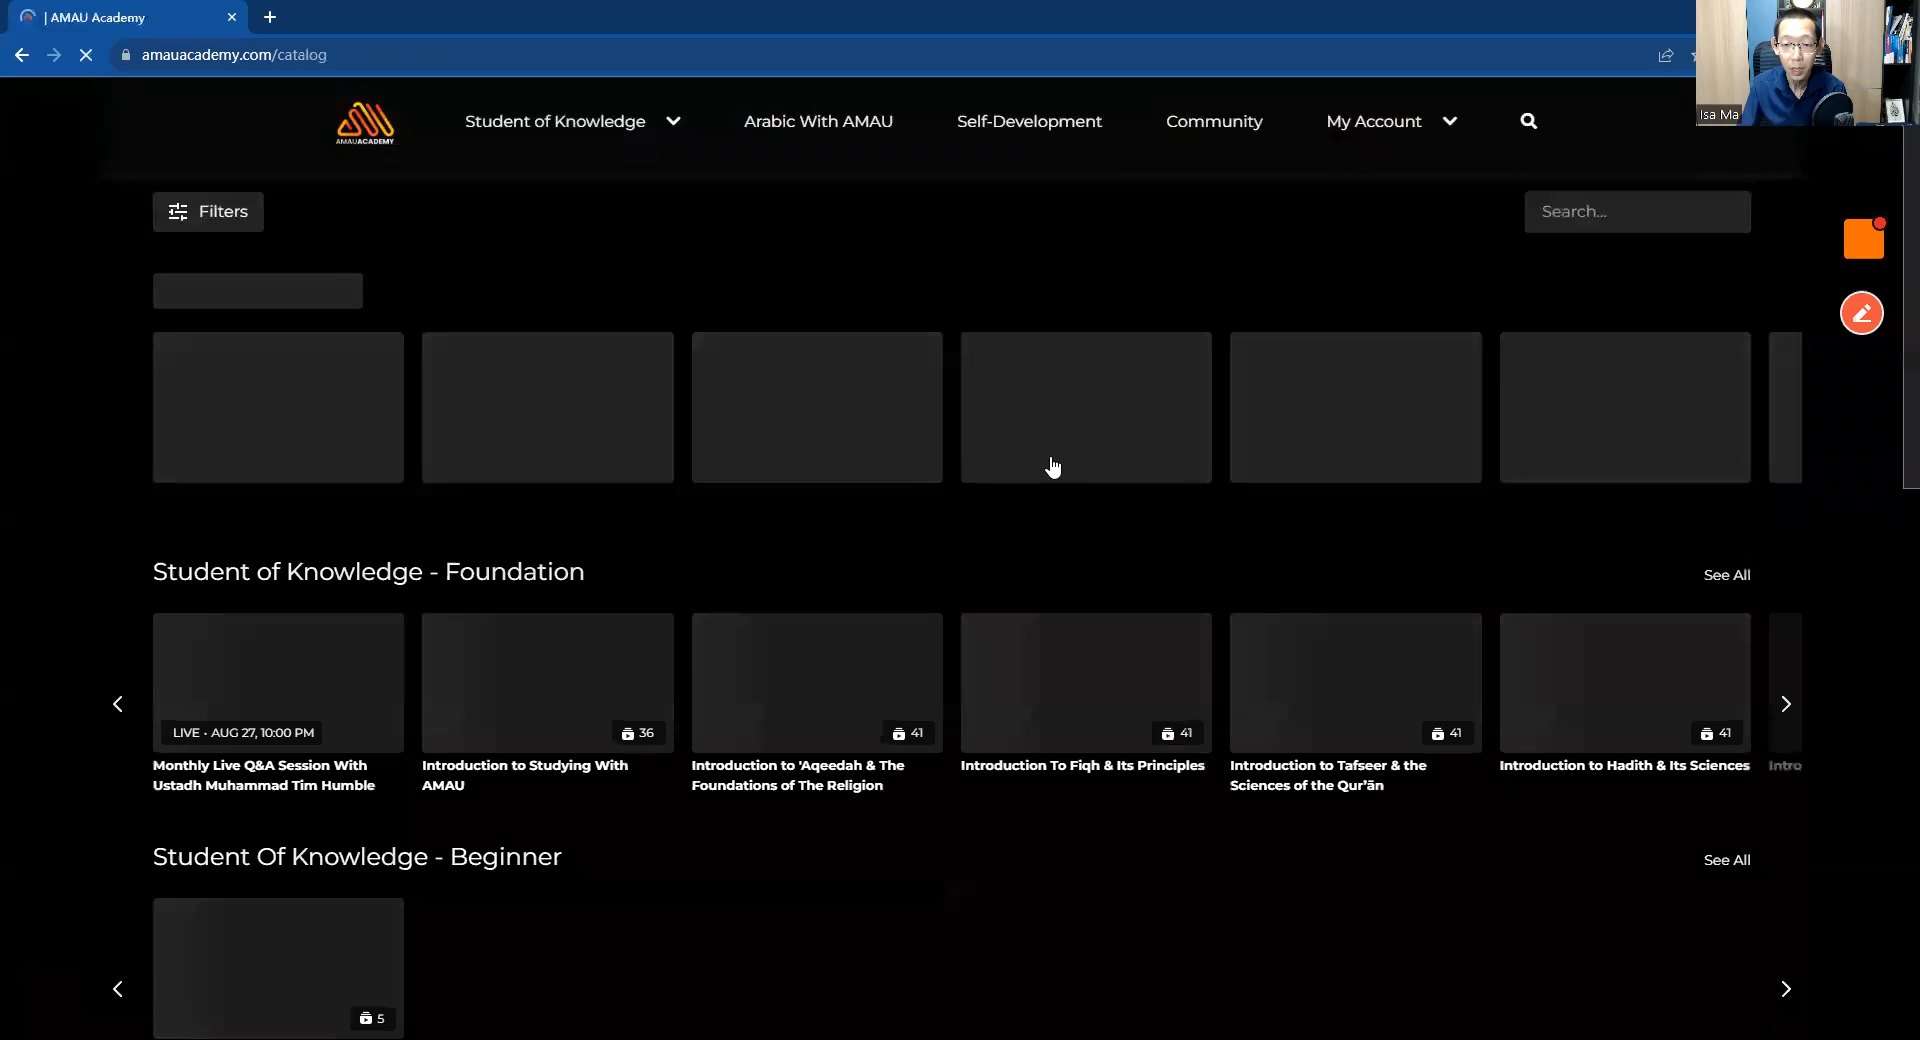 | AMAU Academy
amauacademy.com/catalog
Isa Ma
AMAUACADEMY
Student of Knowledge
Arabic With AMAU
Self-Development
Community
My Account
Filters
Search...
Student of Knowledge - Foundation
See All
LIVE • AUG 27, 10:00 PM
36
41
41
41
41
Monthly Live Q&A Session With
Ustadh Muhammad Tim Humble
Introduction to Studying With
AMAU
Introduction to 'Aqeedah & The
Foundations of The Religion
Introduction To Fiqh & Its Principles
Introduction to Tafseer & the
Sciences of the Qur'ān
Introduction to Hadith & Its Sciences
Intro
Student Of Knowledge - Beginner
See All
5